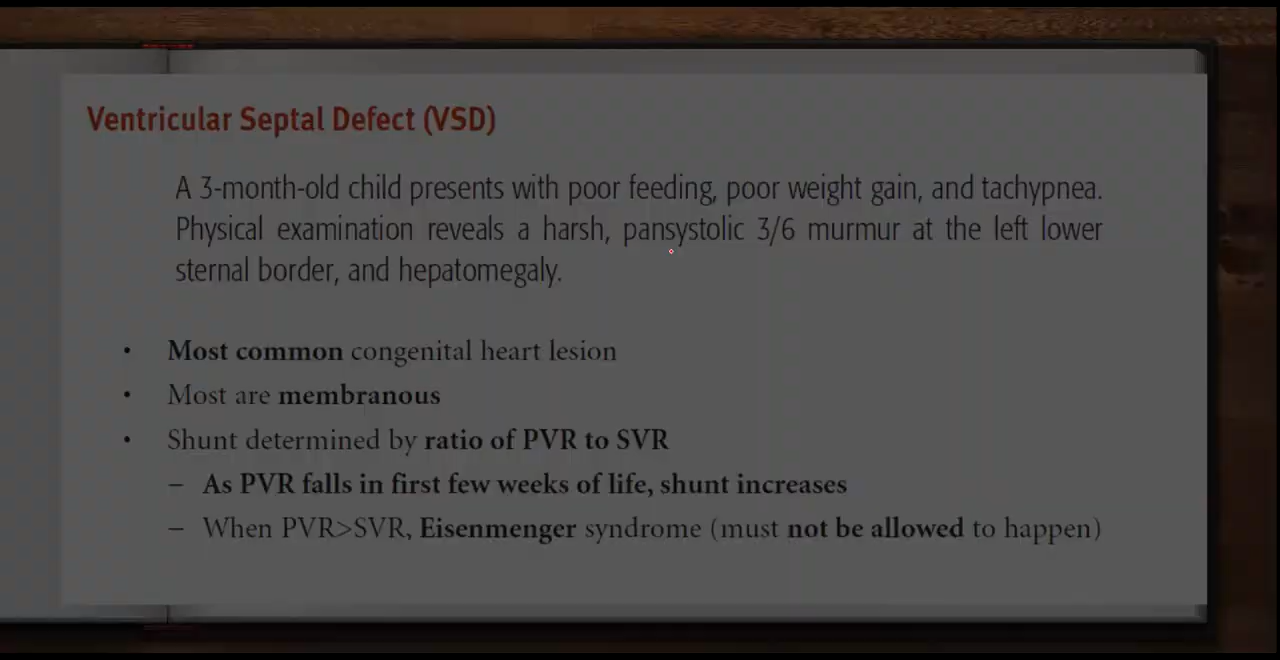 Ventricular Septal Defect (VSD)
A 3-month-old child presents with poor feeding, poor weight gain, and tachypnea.
Physical examination reveals a harsh, pansystolic 3/6 murmur at the left lower
sternal border, and hepatomegaly.
• Most common congenital heart lesion
• Most are membranous
• Shunt determined by ratio of PVR to SVR
– As PVR falls in first few weeks of life, shunt increases
– When PVR>SVR, Eisenmenger syndrome (must not be allowed to happen)